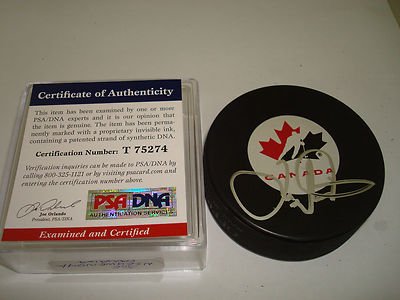 Certificate of Authenticity
This item has been examined by one or more
PSA/DNA experts and it is our opinion that
the item is genuine. The item has been perma-
nently marked with a proprietary invisible ink,
containing a patented strand of synthetic DNA.
Certification Number: T 75274
Verification inquiries can be made to PSA/DNA by
calling 800-325-1121 or by visiting psacard.com and
entering the certification number above.
Joe Orlando
President, PSA/DNA
PSA DNA
AUTHENTICATION SERVICES
Examined and Certified
CANADA